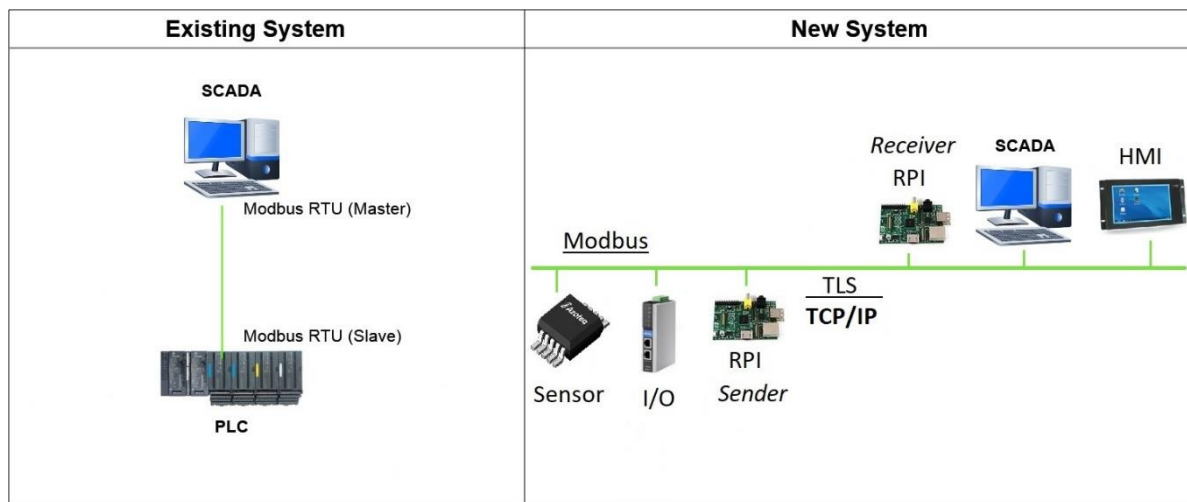 Existing System
New System
SCADA
Modbus RTU (Master)
Modbus RTU (Slave)
PLC
Receiver
RPI
SCADA
HMI
Modbus
TLS
TCP/IP
Azoteq
Sensor
I/O
RPI
Sender